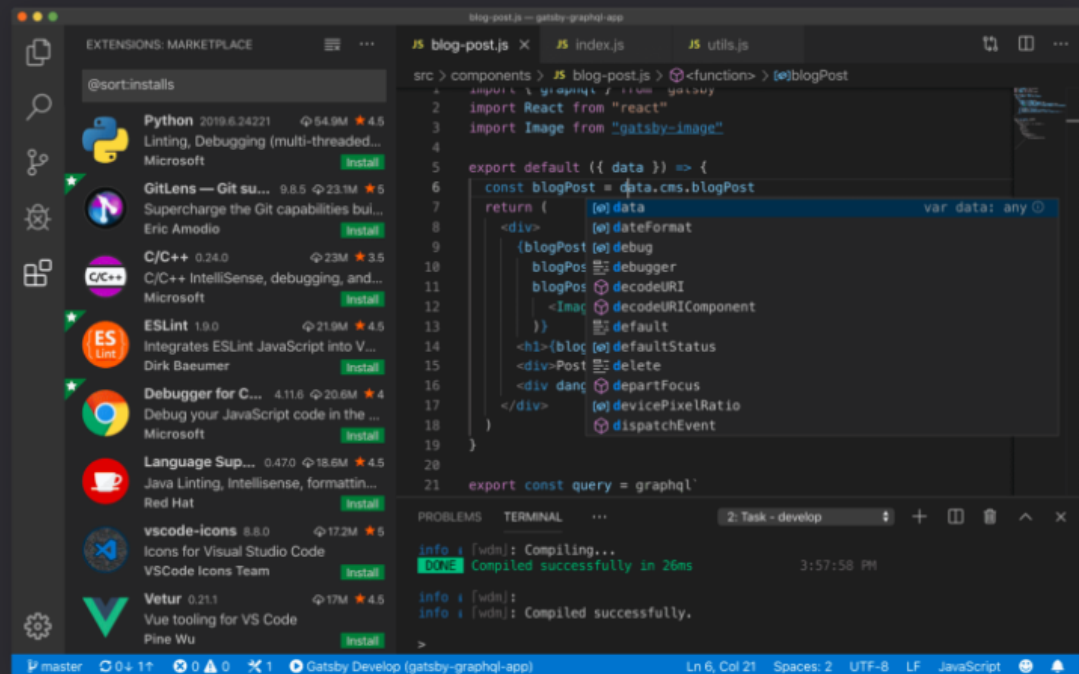 blog-post.js — gatsby-graphql-app
EXTENSIONS: MARKETPLACE
@sort:installs
Python 2019.6.24221 54.9M ★ 4.5
Linting, Debugging (multi-threaded...
Microsoft Install
GitLens — Git su... 9.8.5 23.1M ★ 5
Supercharge the Git capabilities bui...
Eric Amodio Install
C/C++
C/C++ 0.24.0 23M ★ 3.5
C/C++ IntelliSense, debugging, and...
Microsoft Install
ES
Lint
ESLint 1.9.0 21.9M ★ 4.5
Integrates ESLint JavaScript into V...
Dirk Baeumer Install
Debugger for C... 4.11.6 20.6M ★ 4
Debug your JavaScript code in the ...
Microsoft Install
Language Sup... 0.47.0 18.6M ★ 4.5
Java Linting, Intellisense, formattin...
Red Hat Install
vscode-icons 8.8.0 17.2M ★ 5
Icons for Visual Studio Code
VSCode Icons Team Install
Vetur 0.21.1 17M ★ 4.5
Vue tooling for VS Code
Pine Wu Install
JS blog-post.js × JS index.js JS utils.js
src > components > JS blog-post.js > <function> > blogPost
1 import { graphql } from "gatsby"
2 import React from "react"
3 import Image from "gatsby-image"
4
5 export default ({ data }) => {
6 const blogPost = data.cms.blogPost
7 return (
8 <div>
9 {blogPost
10 blogPos
11 blogPos
12 <Imag
13 )}
14 <h1>{blog
15 <div>Post
16 <div dang
17 </div>
18 )
19 }
20
21 export const query = graphql`
data var data: any
dateFormat
debug
debugger
decodeURI
decodeURIComponent
default
defaultStatus
delete
departFocus
devicePixelRatio
dispatchEvent
PROBLEMS TERMINAL ··· 2: Task - develop
info [wdm]: Compiling...
DONE Compiled successfully in 26ms 3:57:58 PM
info [wdm]:
info [wdm]: Compiled successfully.
>
master 0↓ 1↑ 0 0 1 Gatsby Develop (gatsby-graphql-app) Ln 6, Col 21 Spaces: 2 UTF-8 LF JavaScript